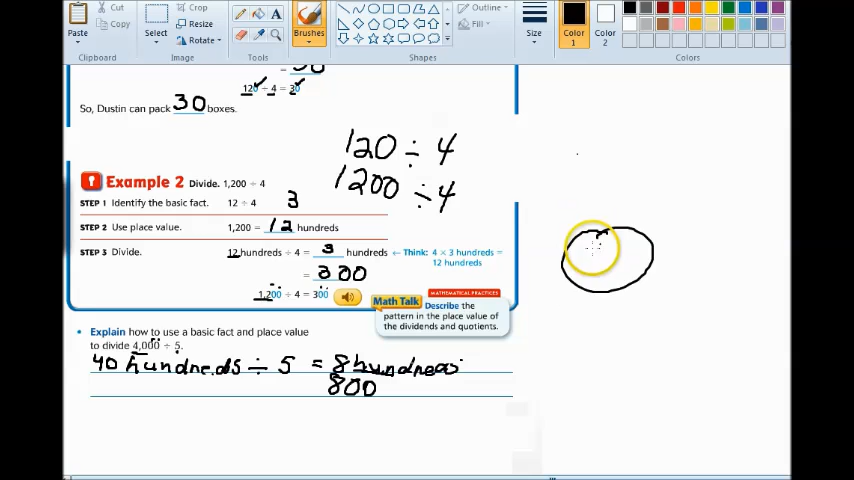 Cut
Crop
Outline
Paste
Copy
Select
Resize
Rotate
Brushes
Fill
Size
Color 1
Color 2
Clipboard
Image
Tools
Shapes
Colors
= 30
120 ÷ 4 = 30
So, Dustin can pack 30 boxes.
120 ÷ 4
1200 ÷ 4
Example 2 Divide. 1,200 ÷ 4
STEP 1 Identify the basic fact. 12 ÷ 4 3
STEP 2 Use place value. 1,200 = 12 hundreds
STEP 3 Divide. 12 hundreds ÷ 4 = 3 hundreds ← Think: 4 × 3 hundreds =
12 hundreds
= 300
1,200 ÷ 4 = 300
MATHEMATICAL PRACTICES
Math Talk Describe the
pattern in the place value of
the dividends and quotients.
• Explain how to use a basic fact and place value
to divide 4,000 ÷ 5.
40 hundreds ÷ 5 = 8 hundreds
800